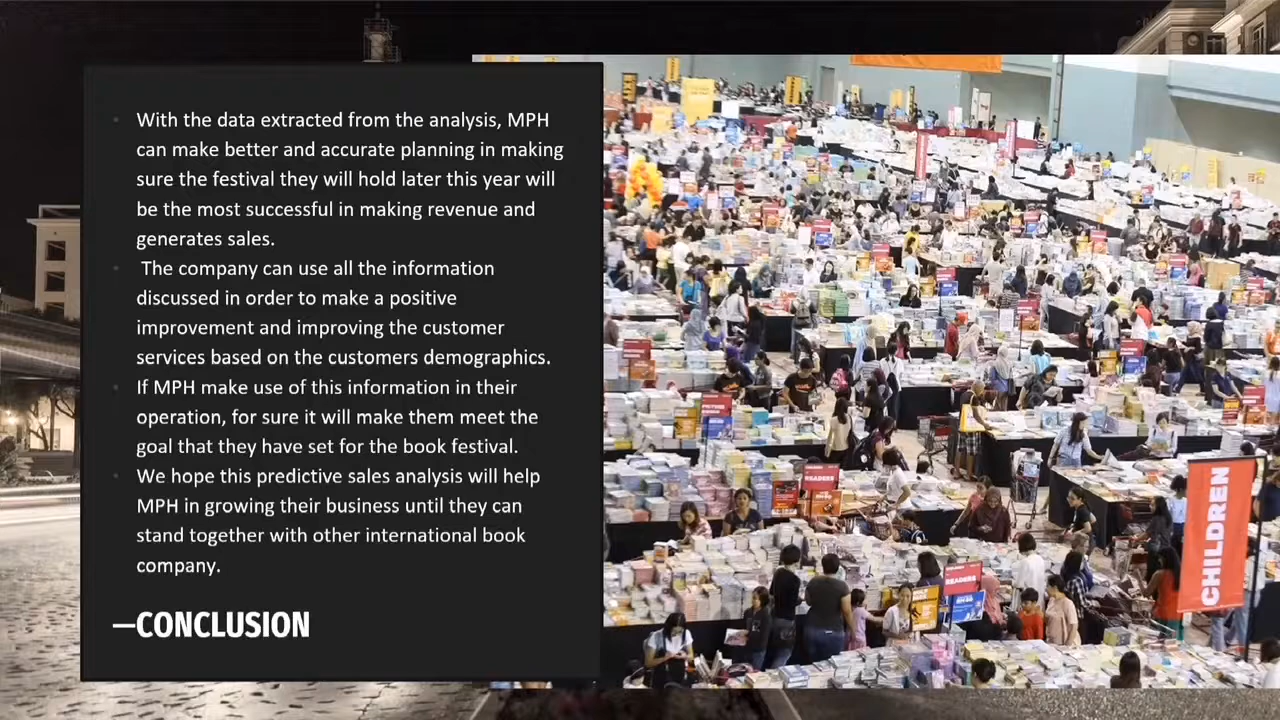 With the data extracted from the analysis, MPH
can make better and accurate planning in making
sure the festival they will hold later this year will
be the most successful in making revenue and
generates sales.
The company can use all the information
discussed in order to make a positive
improvement and improving the customer
services based on the customers demographics.
If MPH make use of this information in their
operation, for sure it will make them meet the
goal that they have set for the book festival.
We hope this predictive sales analysis will help
MPH in growing their business until they can
stand together with other international book
company.
—CONCLUSION
READERS
READERS
CHILDREN